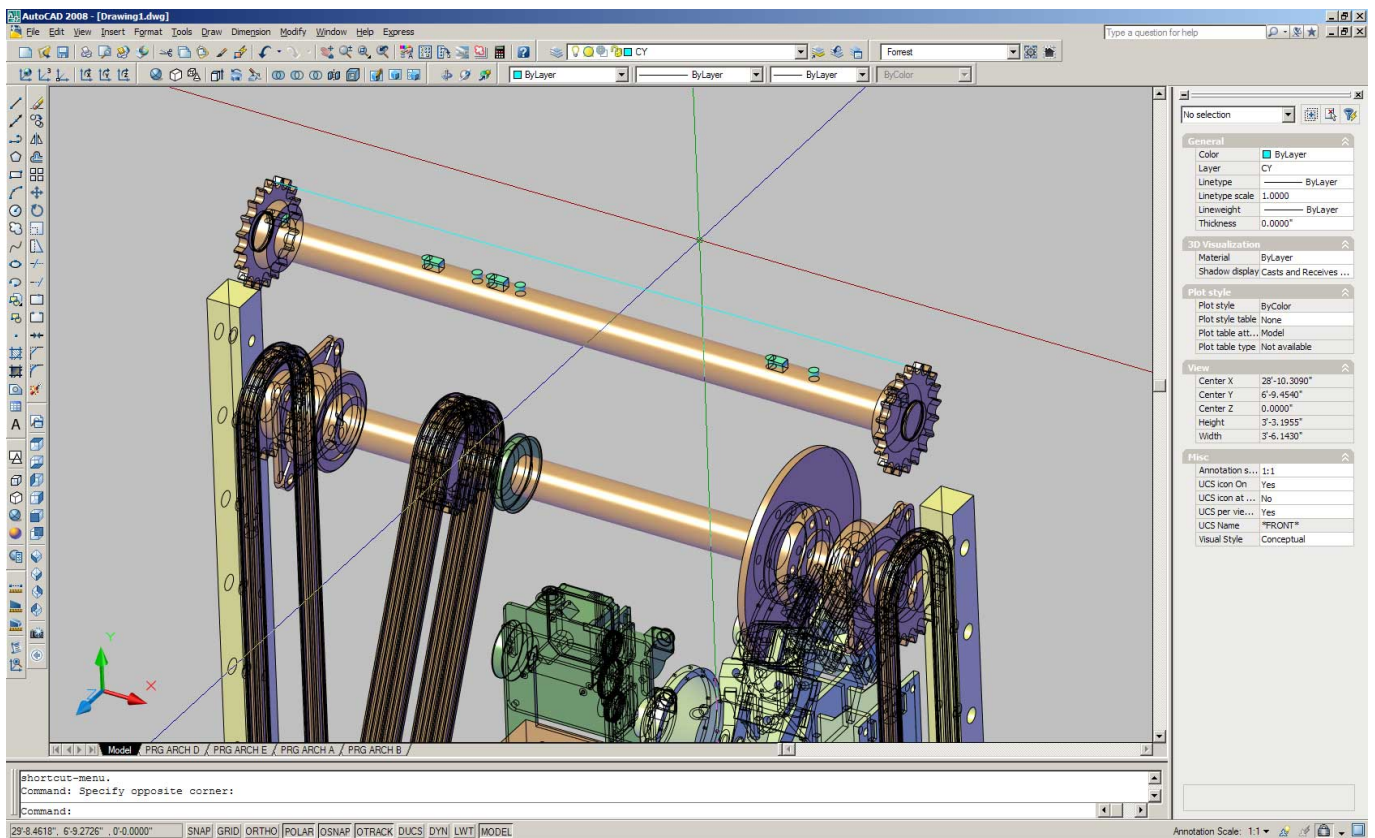 AutoCAD 2008 - [Drawing1.dwg]
File Edit View Insert Format Tools Draw Dimension Modify Window Help Express
Type a question for help
CY
Forrest
ByLayer
ByLayer
ByLayer
ByColor
No selection
General
Color ByLayer
Layer CY
Linetype ByLayer
Linetype scale 1.0000
Lineweight ByLayer
Thickness 0.0000"
3D Visualization
Material ByLayer
Shadow display Casts and Receives ...
Plot style
Plot style ByColor
Plot style table None
Plot table att... Model
Plot table type Not available
View
Center X 28'-10.3090"
Center Y 6'-9.4540"
Center Z 0.0000"
Height 3'-3.1955"
Width 3'-6.1430"
Misc
Annotation s... 1:1
UCS icon On Yes
UCS icon at ... No
UCS per vie... Yes
UCS Name *FRONT*
Visual Style Conceptual
A
Y
X
Z
Model PRG ARCH D PRG ARCH E PRG ARCH A PRG ARCH B
shortcut-menu.
Command: Specify opposite corner:
Command:
29'-8.4618", 6'-9.2726" , 0'-0.0000" SNAP GRID ORTHO POLAR OSNAP OTRACK DUCS DYN LWT MODEL
Annotation Scale: 1:1